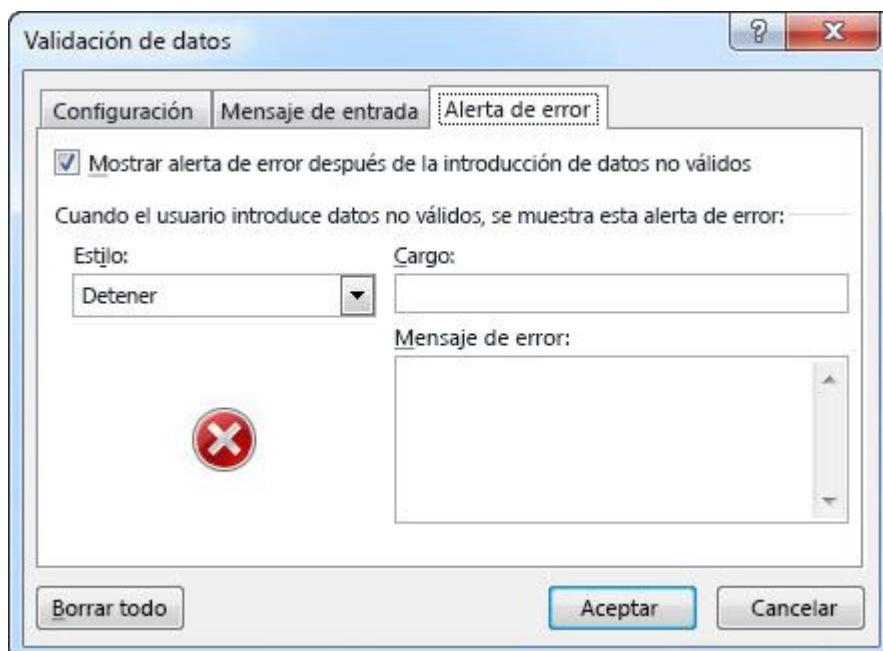 Validación de datos
Configuración
Mensaje de entrada
Alerta de error
Mostrar alerta de error después de la introducción de datos no válidos
Cuando el usuario introduce datos no válidos, se muestra esta alerta de error:
Estilo:
Cargo:
Detener
Mensaje de error:
Borrar todo
Aceptar
Cancelar